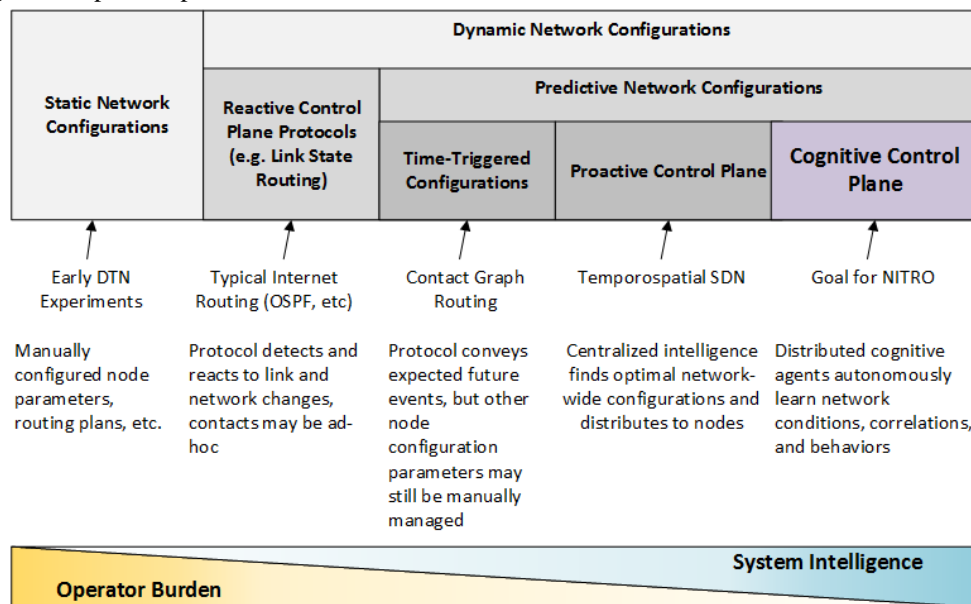 Dynamic Network Configurations
Static Network
Configurations
Reactive Control
Plane Protocols
(e.g. Link State
Routing)
Predictive Network Configurations
Time-Triggered
Configurations
Proactive Control Plane
Cognitive Control
Plane
Early DTN
Experiments
Typical Internet
Routing (OSPF, etc)
Contact Graph
Routing
Temporospatial SDN
Goal for NITRO
Manually
configured node
parameters,
routing plans, etc.
Protocol detects and
reacts to link and
network changes,
contacts may be ad-
hoc
Protocol conveys
expected future
events, but other
node
configuration
parameters may
still be manually
managed
Centralized intelligence
finds optimal network-
wide configurations and
distributes to nodes
Distributed cognitive
agents autonomously
learn network
conditions, correlations,
and behaviors
System Intelligence
Operator Burden